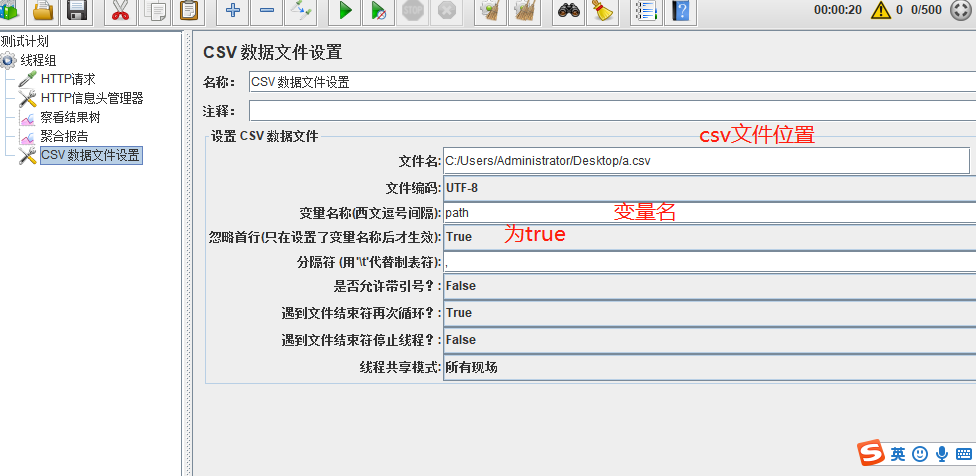 00:00:20 0 0/500
测试计划
线程组
HTTP请求
HTTP信息头管理器
察看结果树
聚合报告
CSV 数据文件设置
CSV 数据文件设置
名称: CSV 数据文件设置
注释:
设置 CSV 数据文件
csv文件位置
文件名: C:/Users/Administrator/Desktop/a.csv
文件编码: UTF-8
变量名称(西文逗号间隔): path 变量名
忽略首行(只在设置了变量名称后才生效): True 为true
分隔符 (用'\t'代替制表符): ,
是否允许带引号?: False
遇到文件结束符再次循环?: True
遇到文件结束符停止线程?: False
线程共享模式: 所有现场
S 英